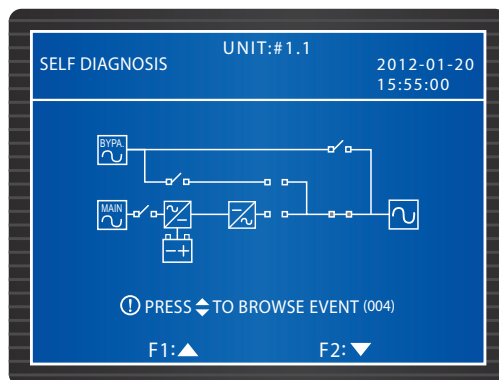 UNIT:#1.1
SELF DIAGNOSIS
2012-01-20
15:55:00
BYPA.
MAIN
PRESS TO BROWSE EVENT (004)
F1: F2: